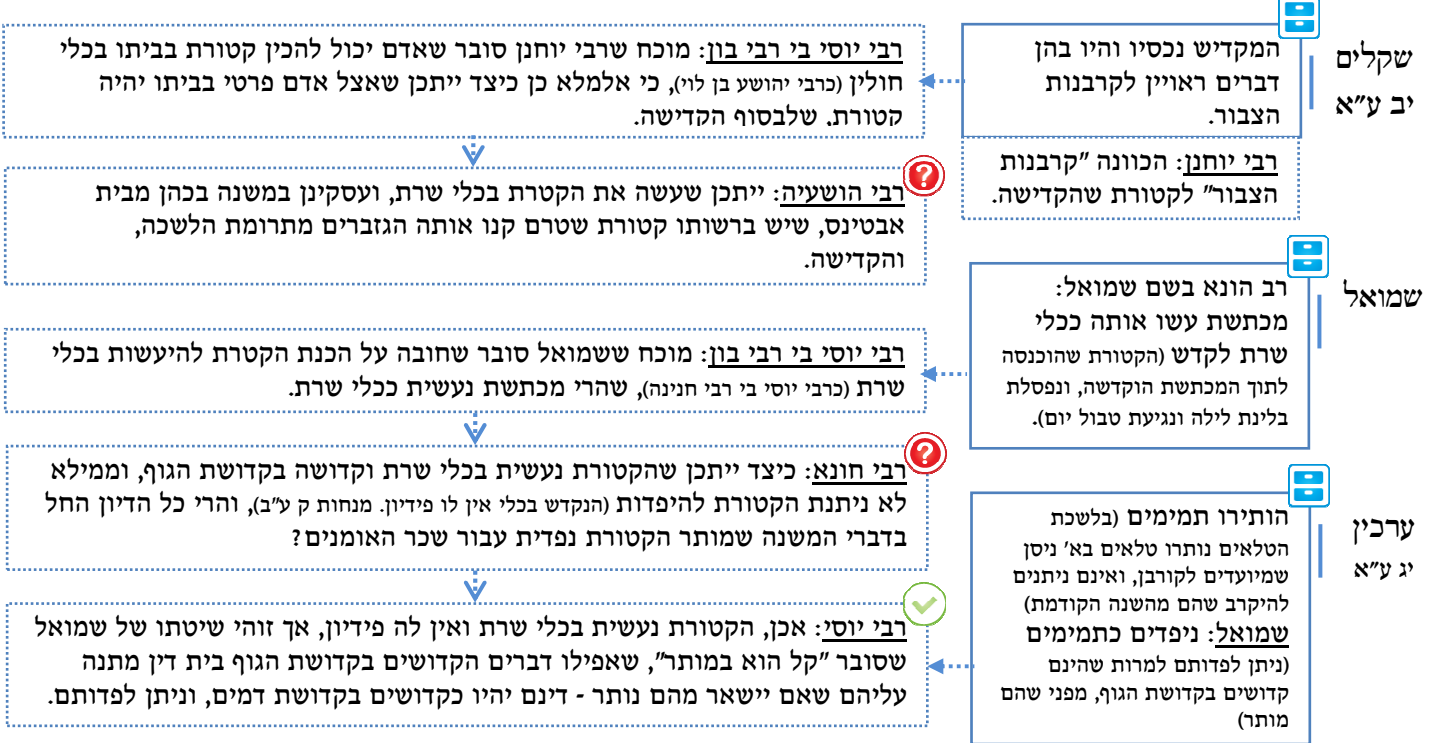 שקלים
יב ע״א
המקדיש נכסיו והיו בהן
דברים ראויין לקרבנות
הצבור.
רבי יוחנן: הכוונה ״קרבנות
הצבור״ לקטורת שהקדישה.
רבי יוסי בי רבי בון: מוכח שרבי יוחנן סובר שאדם יכול להכין קטורת בביתו בכלי
חולין (כרבי יהושע בן לוי), כי אלמלא כן כיצד ייתכן שאצל אדם פרטי בביתו יהיה
קטורת, שלבסוף הקדישה.
רבי הושעיה: ייתכן שעשה את הקטרת בכלי שרת, ועסקינן במשנה בכהן מבית
אבטינס, שיש ברשותו קטורת שטרם קנו אותה הגזברים מתרומת הלשכה,
והקדישה.
שמואל
רב הונא בשם שמואל:
מכתשת עשו אותה ככלי
שרת לקדש (הקטורת שהוכנסה
לתוך המכתשת הוקדשה, ונפסלת
בלינת לילה ונגיעת טבול יום).
רבי יוסי בי רבי בון: מוכח ששמואל סובר שחובה על הכנת הקטרת להיעשות בכלי
שרת (כרבי יוסי בי רבי חנינה), שהרי מכתשת נעשית ככלי שרת.
רבי חונא: כיצד ייתכן שהקטורת נעשית בכלי שרת וקדושה בקדושת הגוף, וממילא
לא ניתנת הקטורת להיפדות (הנקדש בכלי אין לו פידיון. מנחות ק ע״ב), והרי כל הדיון החל
בדברי המשנה שמותר הקטורת נפדית עבור שכר האומנים?
ערכין
יג ע״א
הותירו תמימים (בלשכת
הטלאים נותרו טלאים בא׳ ניסן
שמיועדים לקורבן, ואינם ניתנים
להיקרב שהם מהשנה הקודמת)
שמואל: ניפדים כתמימים
(ניתן לפדותם למרות שהינם
קדושים בקדושת הגוף, מפני שהם
מותר)
רבי יוסי: אכן, הקטורת נעשית בכלי שרת ואין לה פידיון, אך זוהי שיטתו של שמואל
שסובר ״קל הוא במותר״, שאפילו דברים הקדושים בקדושת הגוף בית דין מתנה
עליהם שאם יישאר מהם נותר - דינם יהיו כקדושים בקדושת דמים, וניתן לפדותם.